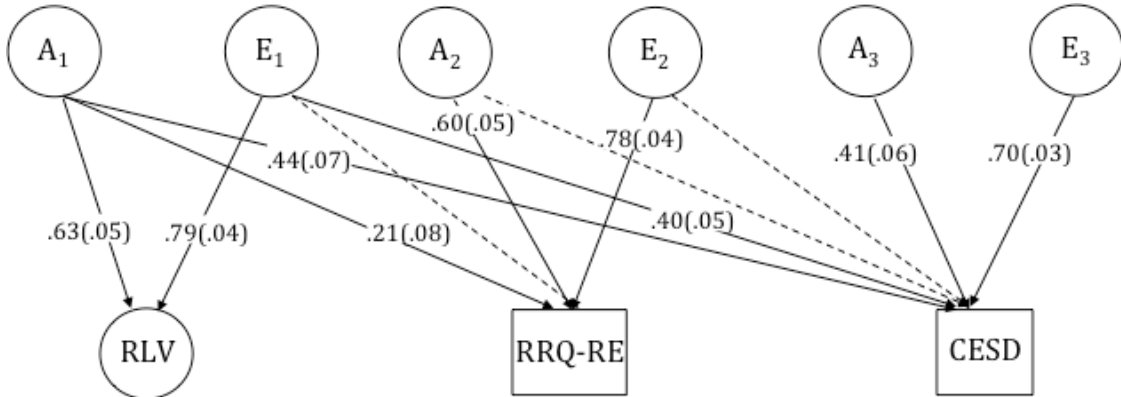 A₁ E₁ A₂ E₂ A₃ E₃
.60(.05)
.78(.04)
.44(.07) .41(.06) .70(.03)
.63(.05) .79(.04) .21(.08) .40(.05)
RLV RRQ-RE CESD